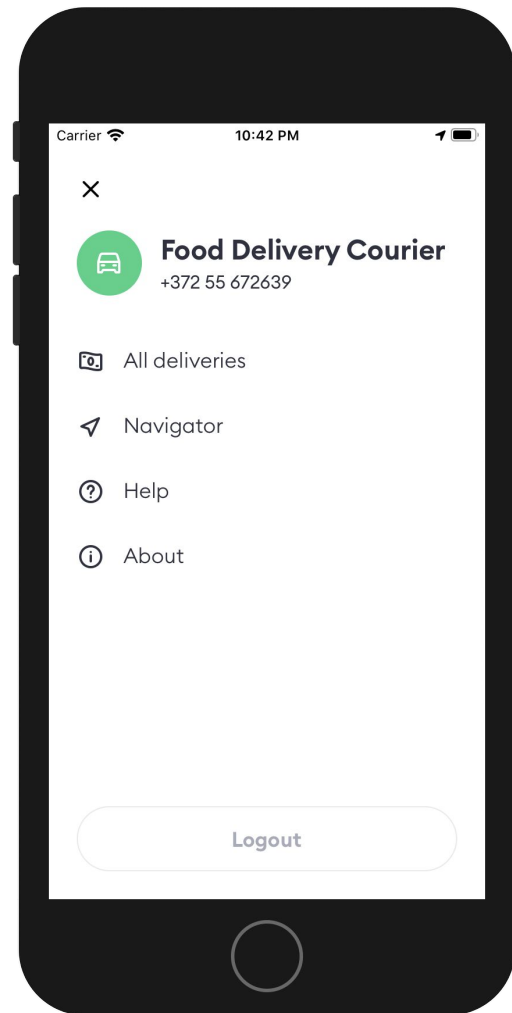 Carrier
10:42 PM
Food Delivery Courier
+372 55 672639
All deliveries
Navigator
Help
About
Logout